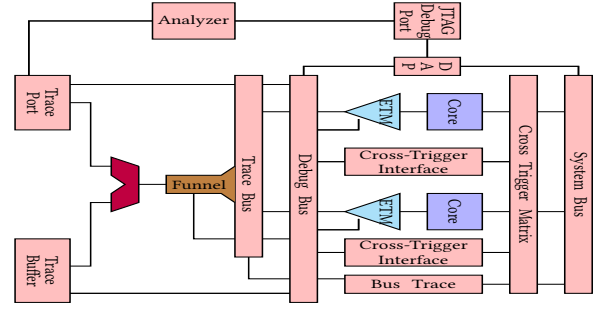 Analyzer
JTAG
Debug
Port
D
A
P
Trace
Port
ETM
Core
Cross-Trigger
Interface
Funnel
Trace Bus
Debug Bus
Cross Trigger Matrix
System Bus
ETM
Core
Cross-Trigger
Interface
Trace
Buffer
Bus Trace